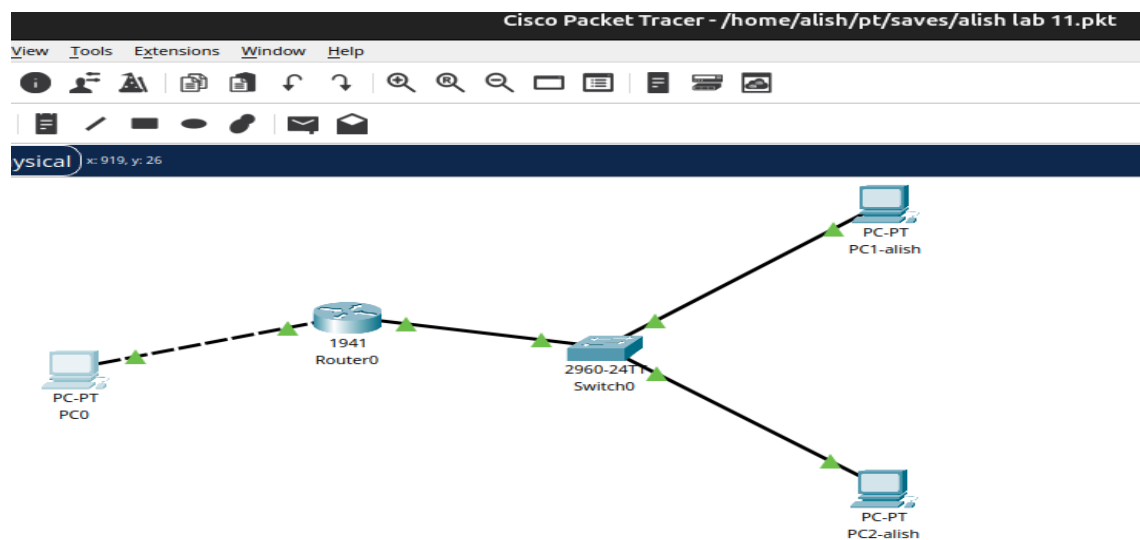 Cisco Packet Tracer - /home/alish/pt/saves/alish lab 11.pkt
View Tools Extensions Window Help
ysical x: 919, y: 26
PC-PT
PC1-alish
1941
Router0
2960-24TT
Switch0
PC-PT
PC0
PC-PT
PC2-alish